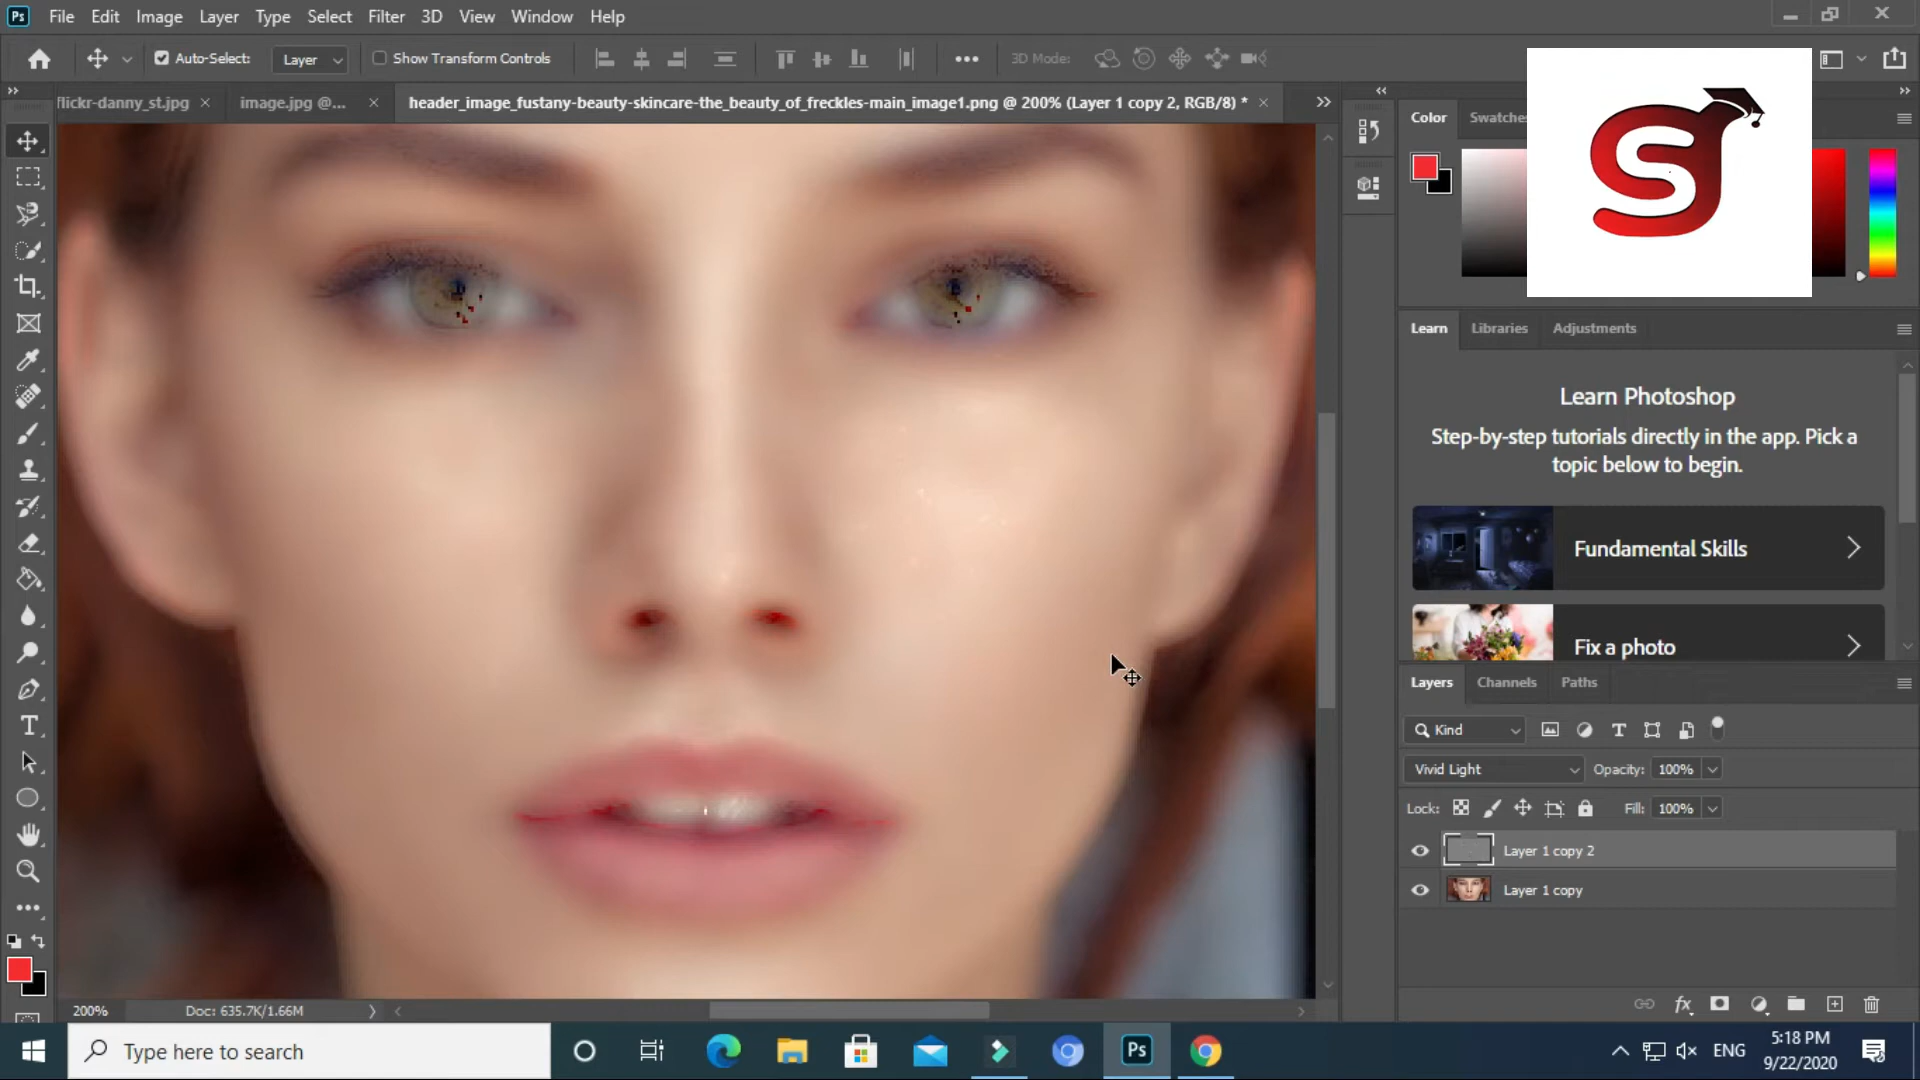 Ps File Edit Image Layer Type Select Filter 3D View Window Help
Auto-Select: Layer Show Transform Controls 3D Mode:
flickr-danny_st.jpg image.jpg @... header_image_fustany-beauty-skincare-the_beauty_of_freckles-main_image1.png @ 200% (Layer 1 copy 2, RGB/8) *
Color Swatches
Learn Libraries Adjustments
Learn Photoshop
Step-by-step tutorials directly in the app. Pick a
topic below to begin.
Fundamental Skills
Fix a photo
Layers Channels Paths
Kind
Vivid Light Opacity: 100%
Lock: Fill: 100%
Layer 1 copy 2
Layer 1 copy
200% Doc: 635.7K/1.66M
Type here to search
Ps
ENG
5:18 PM
9/22/2020